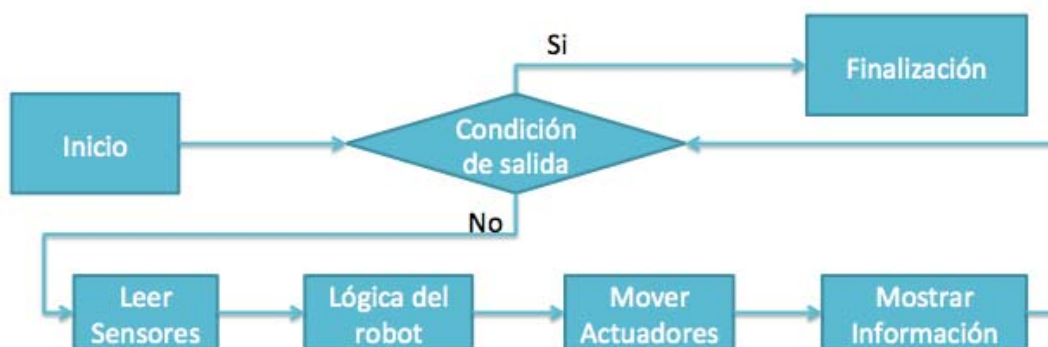 Si
Finalización
Inicio
Condición
de salida
No
Leer
Sensores
Lógica del
robot
Mover
Actuadores
Mostrar
Información